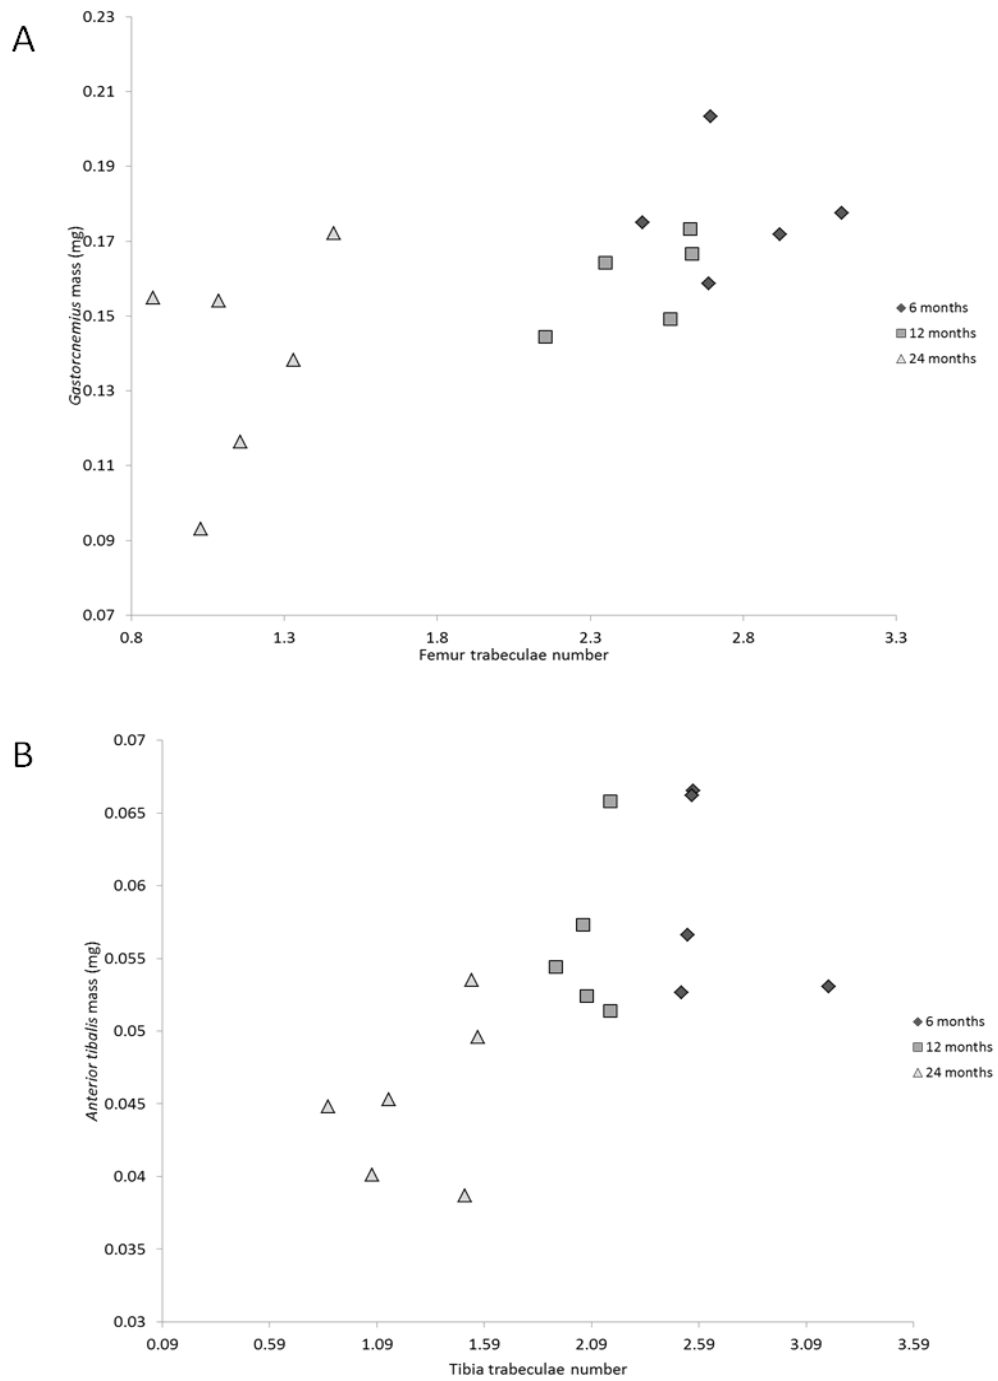 A
0.23
0.21
0.19
0.17
0.15
0.13
0.11
0.09
0.07
Gastorcnemius mass (mg)
0.8 1.3 1.8 2.3 2.8 3.3
Femur trabeculae number
6 months
12 months
24 months
B
0.07
0.065
0.06
0.055
0.05
0.045
0.04
0.035
0.03
Anterior tibalis mass (mg)
0.09 0.59 1.09 1.59 2.09 2.59 3.09 3.59
Tibia trabeculae number
6 months
12 months
24 months